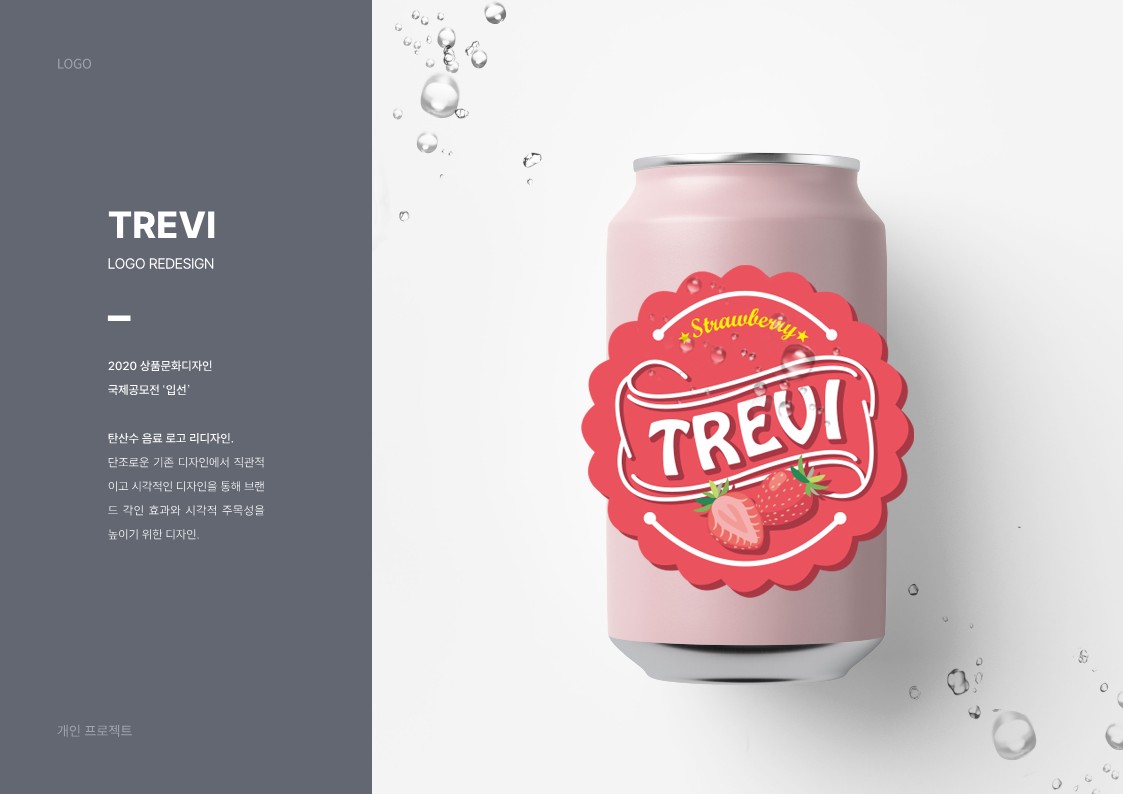 LOGO
TREVI
LOGO REDESIGN
2020 상품문화디자인
국제공모전 '입선'
탄산수 음료 로고 리디자인.
단조로운 기존 디자인에서 직관적
이고 시각적인 디자인을 통해 브랜
드 각인 효과와 시각적 주목성을
높이기 위한 디자인.
개인 프로젝트
Strawberry
TREVI